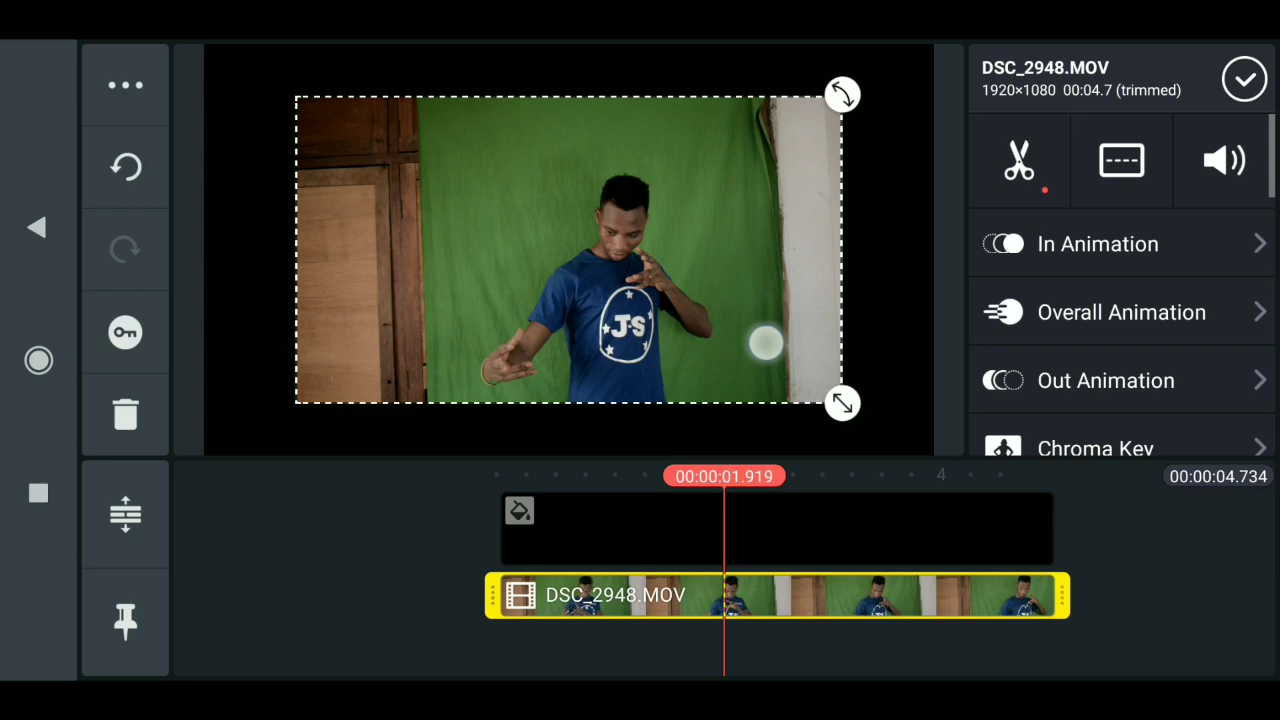 DSC_2948.MOV
1920×1080 00:04.7 (trimmed)
In Animation
Overall Animation
Out Animation
Chroma Key
J-S
00:00:01.919
4
00:00:04.734
DSC_2948.MOV